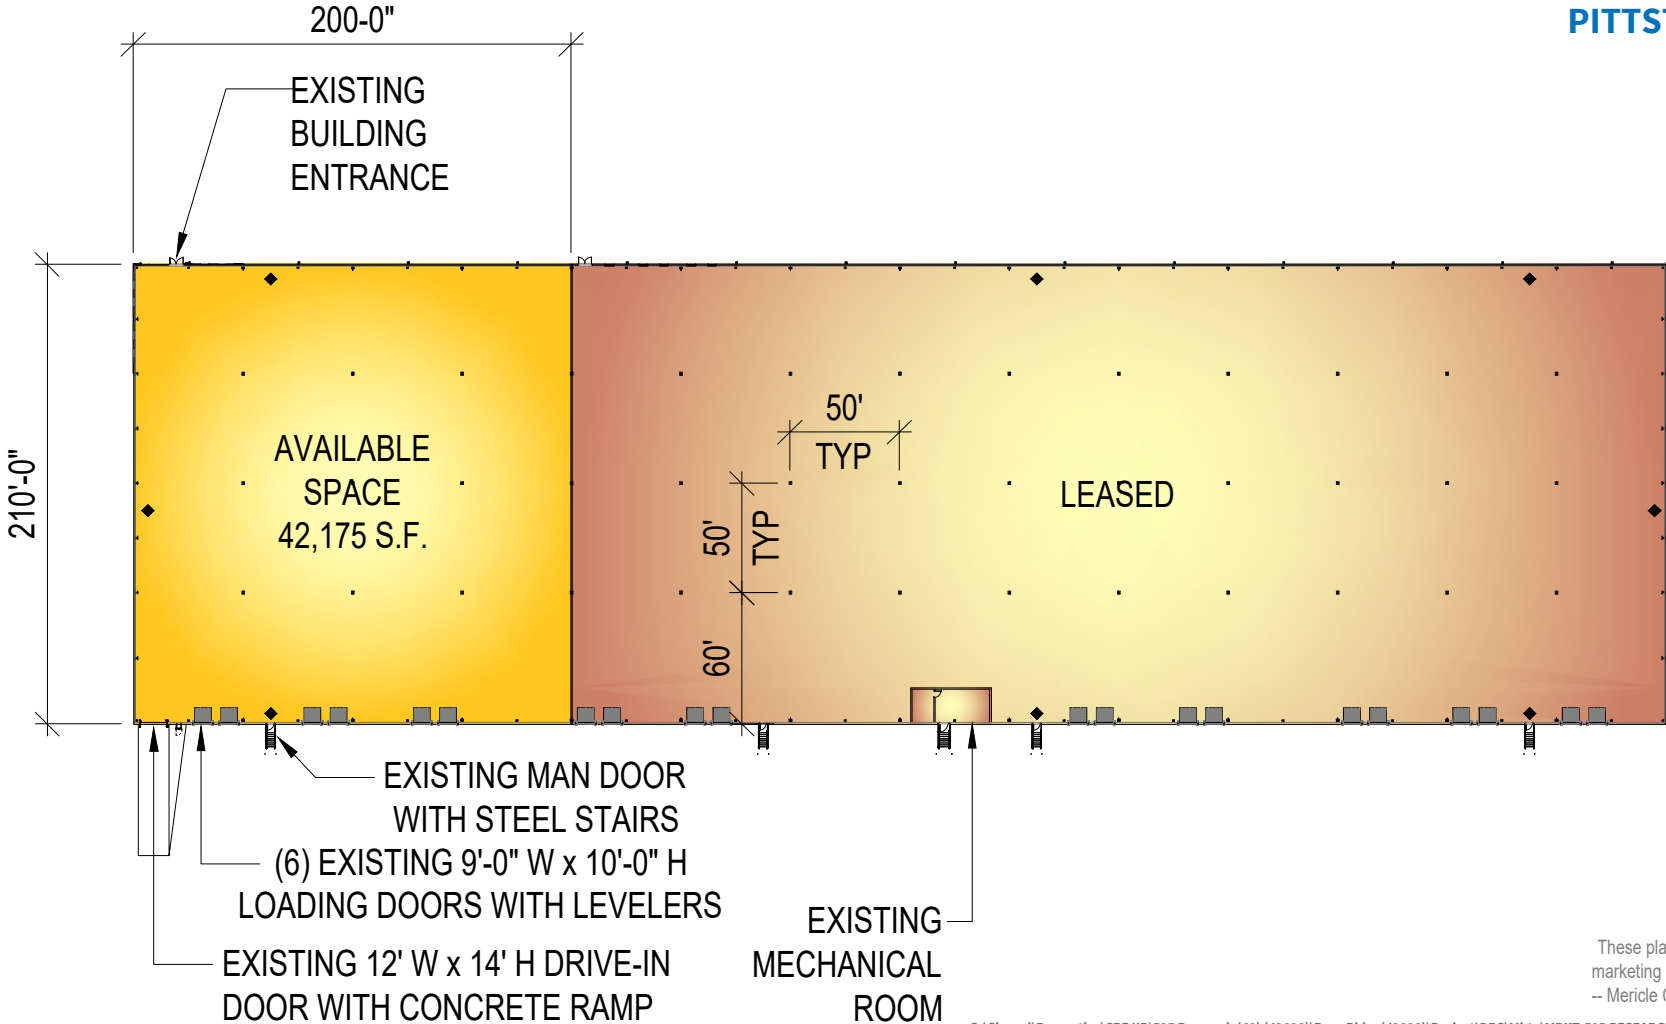 200-0"
PITTST
EXISTING
BUILDING
ENTRANCE
210'-0"
AVAILABLE
SPACE
42,175 S.F.
50'
TYP
50'
TYP
60'
LEASED
EXISTING MAN DOOR
WITH STEEL STAIRS
(6) EXISTING 9'-0" W x 10'-0" H
LOADING DOORS WITH LEVELERS
EXISTING 12' W x 14' H DRIVE-IN
DOOR WITH CONCRETE RAMP
EXISTING
MECHANICAL
ROOM
These pla
marketing
-- Mericle